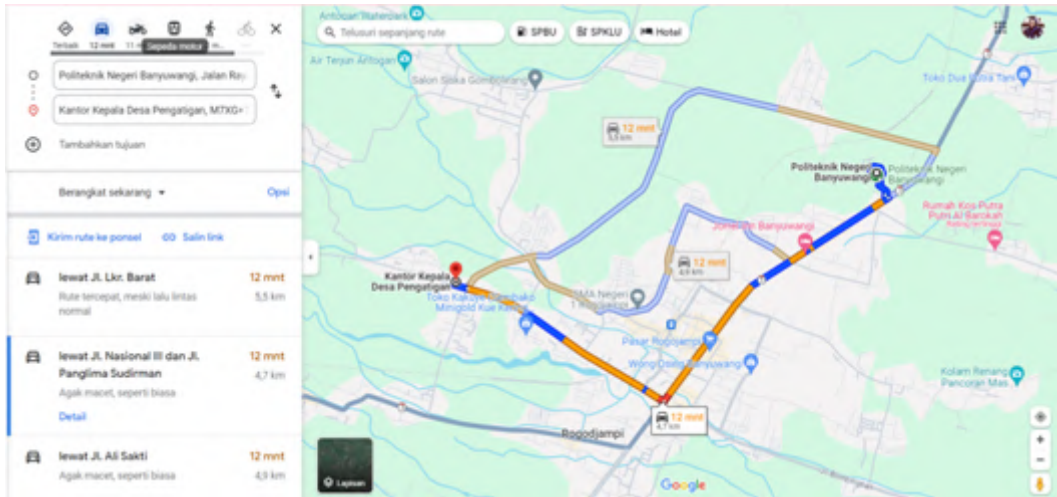 Terbaik
12 mnt
Sepeda motor
Politeknik Negeri Banyuwangi, Jalan Ray
Kantor Kepala Desa Pengatigan, M7XG+
Tambahkan tujuan
Berangkat sekarang
Opsi
Kirim rute ke ponsel
Salin link
lewat Jl. Lkr. Barat
12 mnt
Rute tercepat, meski lalu lintas
5,5 km
normal
lewat Jl. Nasional III dan Jl.
12 mnt
Panglima Sudirman
4,7 km
Agak macet, seperti biasa
Detail
lewat Jl. Ali Sakti
12 mnt
Agak macet, seperti biasa
4,9 km
Telusuri sepanjang rute
SPBU
SPKLU
Hotel
Antogan Waterpark
Air Terjun Antogan
Salon Siska Gombolirang
Toko Dua Putra Tani
12 mnt
5,5 km
Politeknik Negeri
Banyuwangi
Politeknik Negeri
Banyuwangi
Rumah Kos Putra
Putri Al Barokah
Banyuwangi
12 mnt
4,9 km
Kantor Kepala
Desa Pengatigan
SMA Negeri
Minigold Kue
Pasar Rogojampi
Wong Osing Banyuwangi
Kolam Renang
Pancoran Mas
12 mnt
4,7 km
Rogodjampi
Lapisan
Google